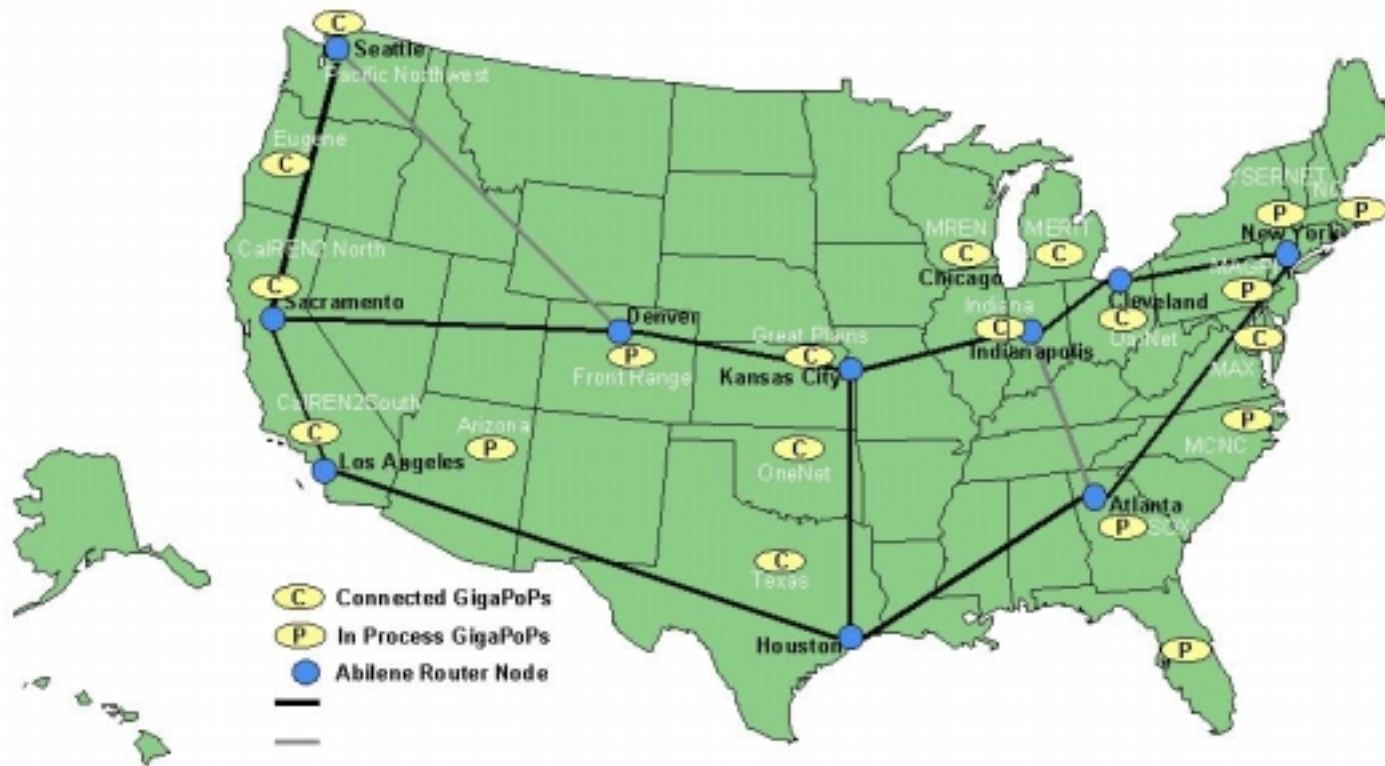 C
Seattle
Pacific Northwest
Eugene
C
CalREN2 North
C
Sacramento
CalREN2South
C
Los Angeles
Arizona
P
Denver
P
Front Range
Great Plains
C
Kansas City
C
OneNet
C
Texas
Houston
MREN
C
Chicago
MERIT
C
Indiana
C
Indianapolis
Cleveland
C
P
P
New York
P
C
MAX
P
MCNC
Atlanta
P
SOX
P
C Connected GigaPoPs
P In Process GigaPoPs
Abilene Router Node